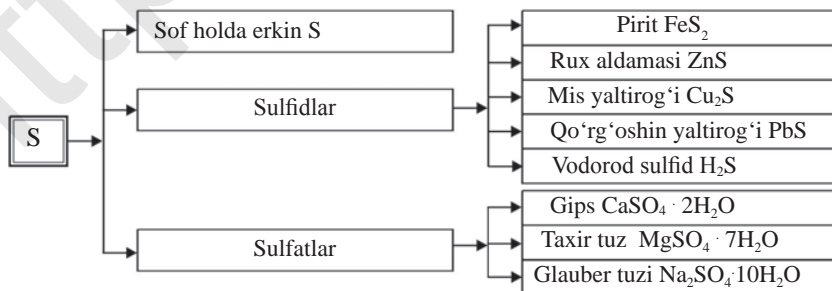 S
Sof holda erkin S
Sulfidlar
Pirit FeS₂
Rux aldamasi ZnS
Mis yaltirog‘i Cu₂S
Qo‘rg‘oshin yaltirog‘i PbS
Vodorod sulfid H₂S
Sulfatlar
Gips CaSO₄ · 2H₂O
Taxir tuz MgSO₄ · 7H₂O
Glauber tuzi Na₂SO₄·10H₂O